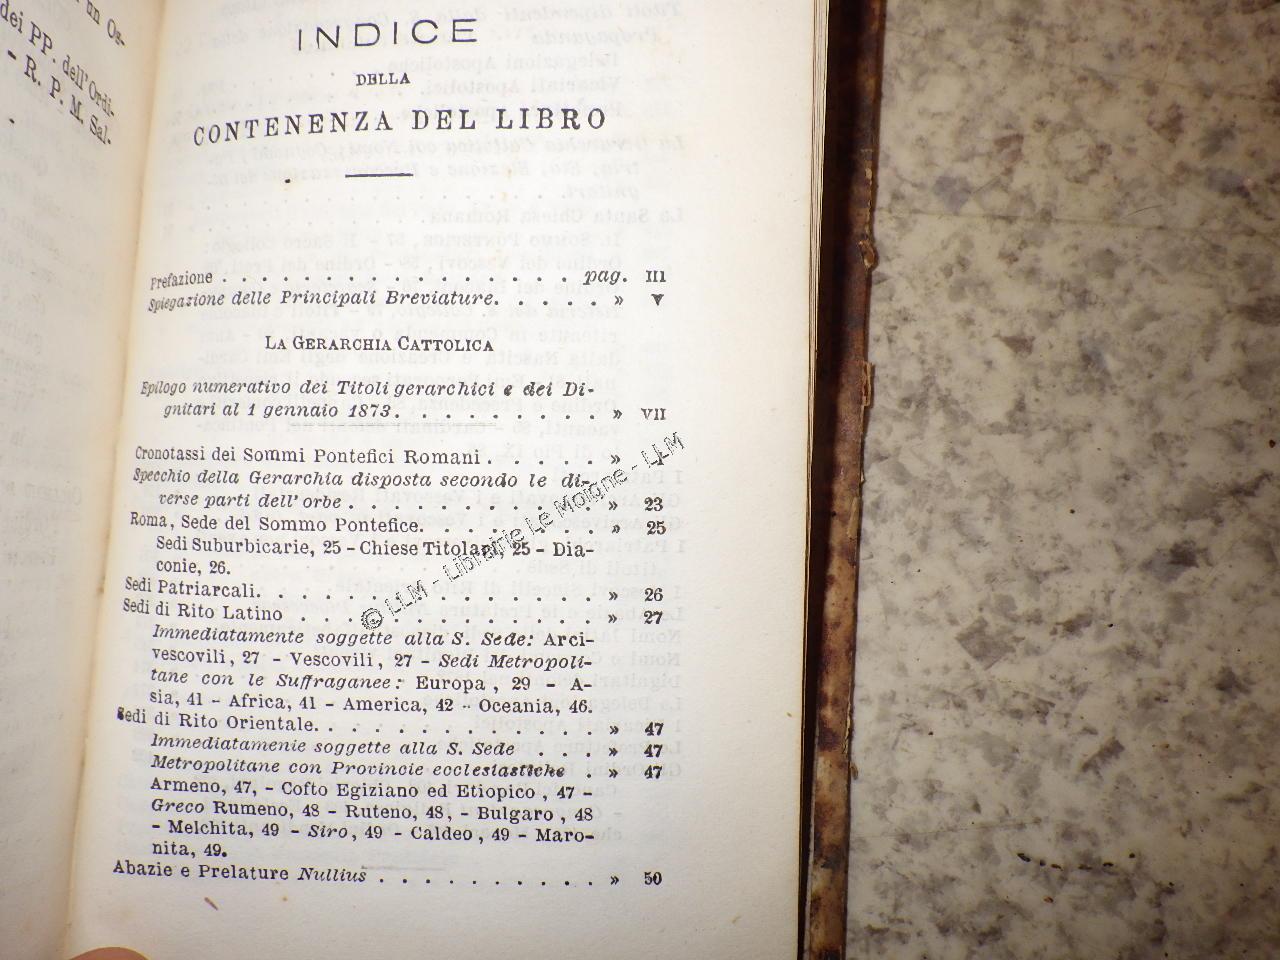 un Os-
dei PP. dell'Ordi-
- R. P. M. Sal-
INDICE
DELLA
CONTENENZA DEL LIBRO
Prefazione . . . . . . . . . . . . . . . . pag. III
Spiegazione delle Principali Breviature. . . . . . » V
LA GERARCHIA CATTOLICA
Epilogo numerativo dei Titoli gerarchici e dei Di-
gnitari al 1 gennaio 1873. . . . . . . . . . . » VII
Cronotassi dei Sommi Pontefici Romani . . . . . . »
Specchio della Gerarchia disposta secondo le di-
verse parti dell'orbe . . . . . . . . . . . . » 23
Roma, Sede del Sommo Pontefice. . . . . . . . . » 25
Sedi Suburbicarie, 25 - Chiese Titolari, 25 - Dia-
conie, 26.
Sedi Patriarcali. . . . . . . . . . . . . . . » 26
Sedi di Rito Latino . . . . . . . . . . . . . » 27
Immediatamente soggette alla S. Sede: Arci-
vescovili, 27 - Vescovili, 27 - Sedi Metropoli-
tane con le Suffraganee: Europa, 29 - A-
sia, 41 - Africa, 41 - America, 42 - Oceania, 46.
Sedi di Rito Orientale. . . . . . . . . . . . . » 47
Immediatamenie soggette alla S. Sede . . . . » 47
Metropolitane con Provincie ecclesiastiche . » 47
Armeno, 47, - Cofto Egiziano ed Etiopico, 47 -
Greco Rumeno, 48 - Ruteno, 48, - Bulgaro, 48
- Melchita, 49 - Siro, 49 - Caldeo, 49 - Maro-
nita, 49.
Abazie e Prelature Nullius . . . . . . . . . . » 50
© LLM - Librairie Le Moigne - LLM